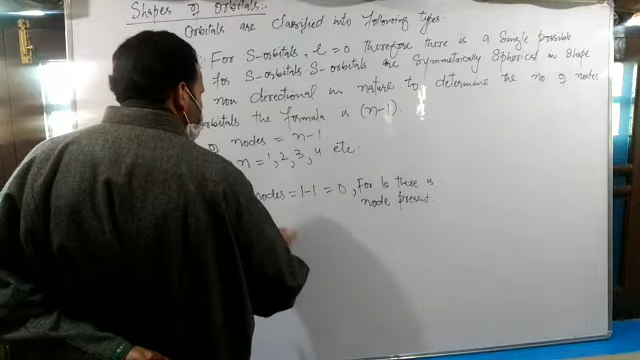 Shapes of Orbitals:-
Orbitals are classified into following types.
For S-orbitals, l = 0 therefore there is a Single possible
for S-orbitals S-orbitals are Symmetrically Spherical in Shape
non directional in nature to determine the no. of nodes
orbitals the formula is (n-1).
of nodes = n-1.
n = 1, 2, 3, 4 etc.
nodes = 1-1 = 0, For 1s there is
node present.